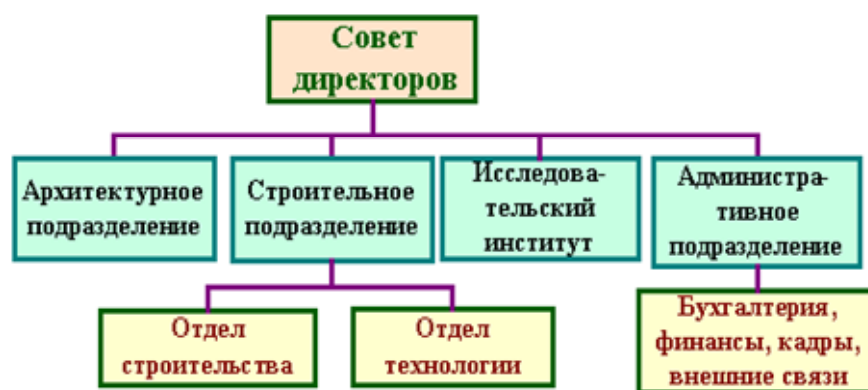 Совет
директоров
Архитектурное
подразделение
Строительное
подразделение
Исследова-
тельский
институт
Администра-
тивное
подразделение
Отдел
строительства
Отдел
технологии
Бухгалтерия,
финансы, кадры,
внешние связи